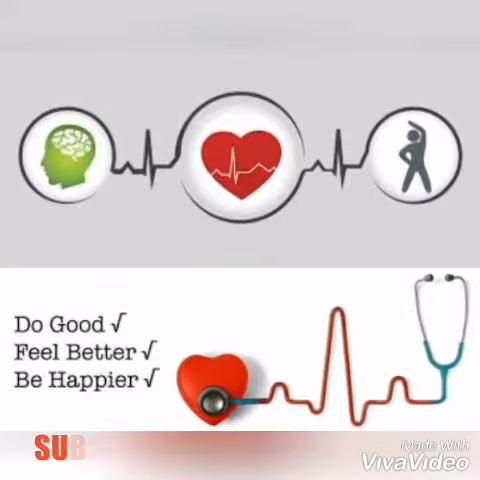 Do Good √
Feel Better √
Be Happier √
SUB
Made With
VivaVideo